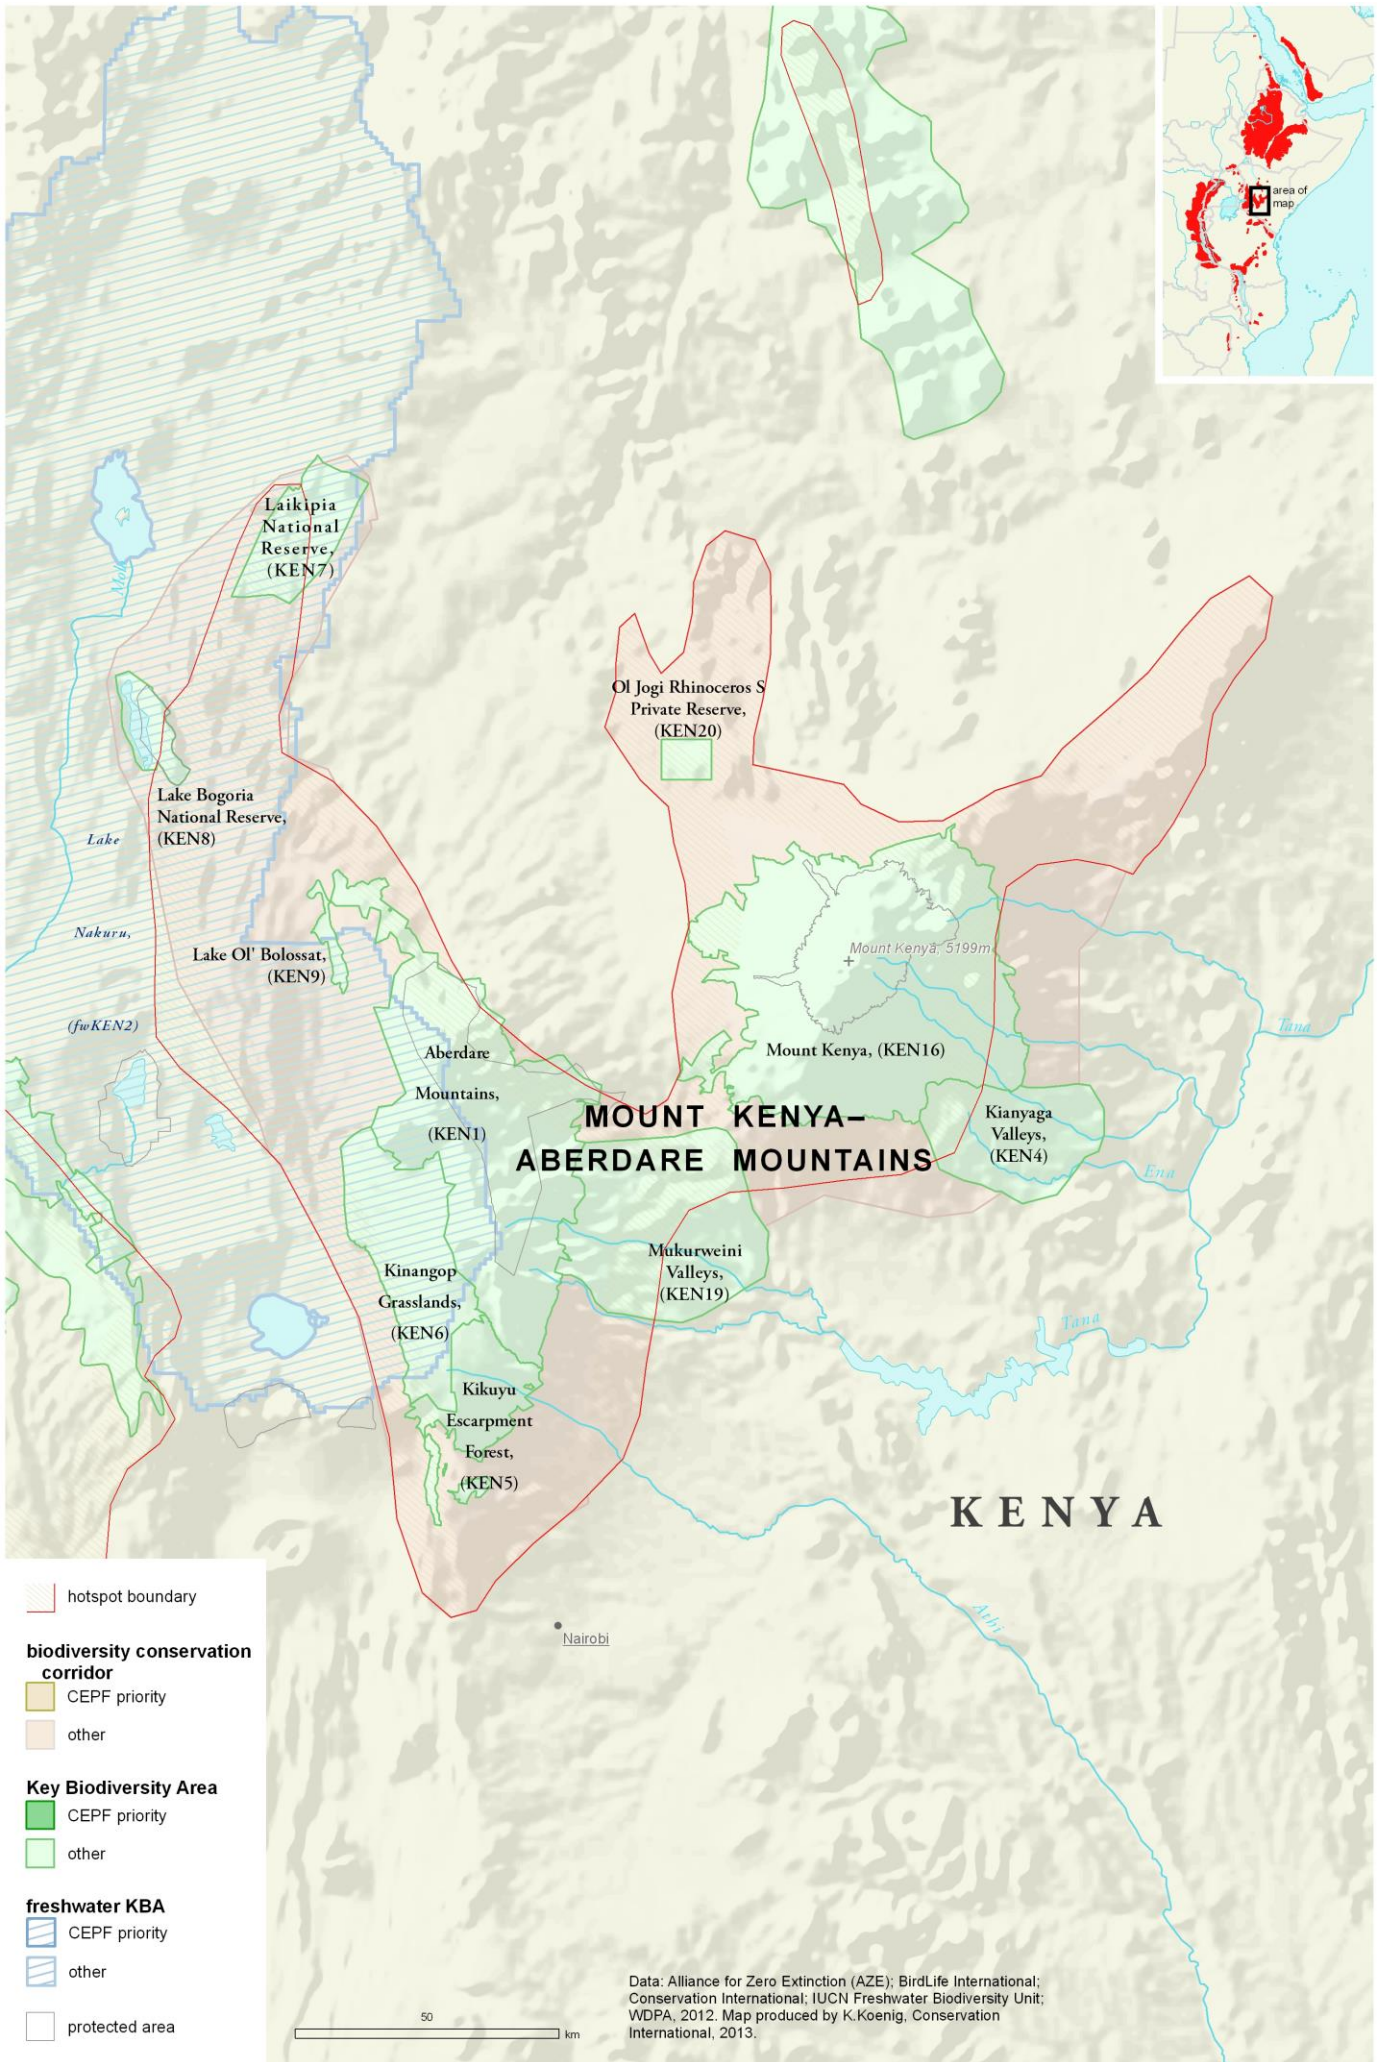 area of
map
Laikipia
National
Reserve,
(KEN7)
Ol Jogi Rhinoceros S
Private Reserve,
(KEN20)
Lake Bogoria
National Reserve,
(KEN8)
Lake
Nakuru,
(fwKEN2)
Lake Ol' Bolossat,
(KEN9)
Mount Kenya, 5199m
Mount Kenya, (KEN16)
Tana
Aberdare
Mountains,
(KEN1)
MOUNT KENYA–
ABERDARE MOUNTAINS
Kianyaga
Valleys,
(KEN4)
Ena
Mukurweini
Valleys,
(KEN19)
Kinangop
Grasslands,
(KEN6)
Tana
Kikuyu
Escarpment
Forest,
(KEN5)
KENYA
Athi
Nairobi
hotspot boundary
biodiversity conservation
corridor
CEPF priority
other
Key Biodiversity Area
CEPF priority
other
freshwater KBA
CEPF priority
other
protected area
50
km
Data: Alliance for Zero Extinction (AZE); BirdLife International;
Conservation International; IUCN Freshwater Biodiversity Unit;
WDPA, 2012. Map produced by K.Koenig, Conservation
International, 2013.